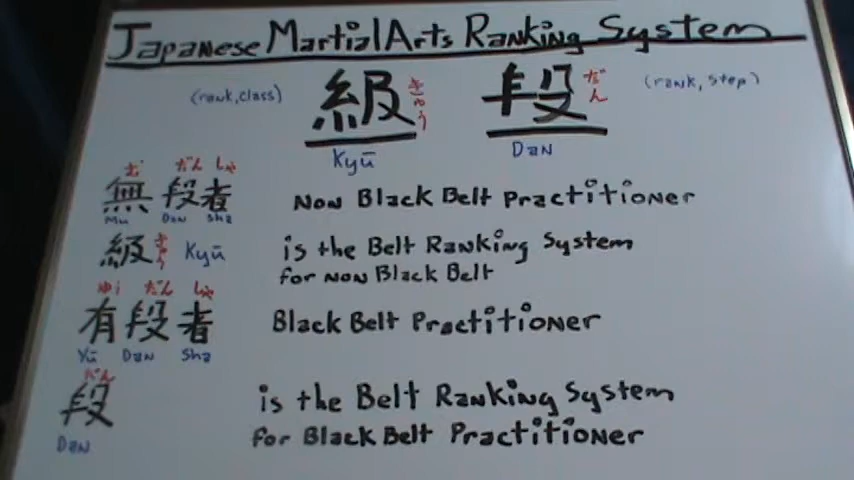 Japanese Martial Arts Ranking System
(rank, class) 級 きゅう 段 だん (rank, step)
Kyū Dan
む だん しゃ
無段者 Non Black Belt Practitioner
Mu Dan Sha
級 きゅう Kyū is the Belt Ranking System
for Non Black Belt
ゆう だん しゃ
有段者 Black Belt Practitioner
Yū Dan Sha
だん
段 is the Belt Ranking System
Dan for Black Belt Practitioner